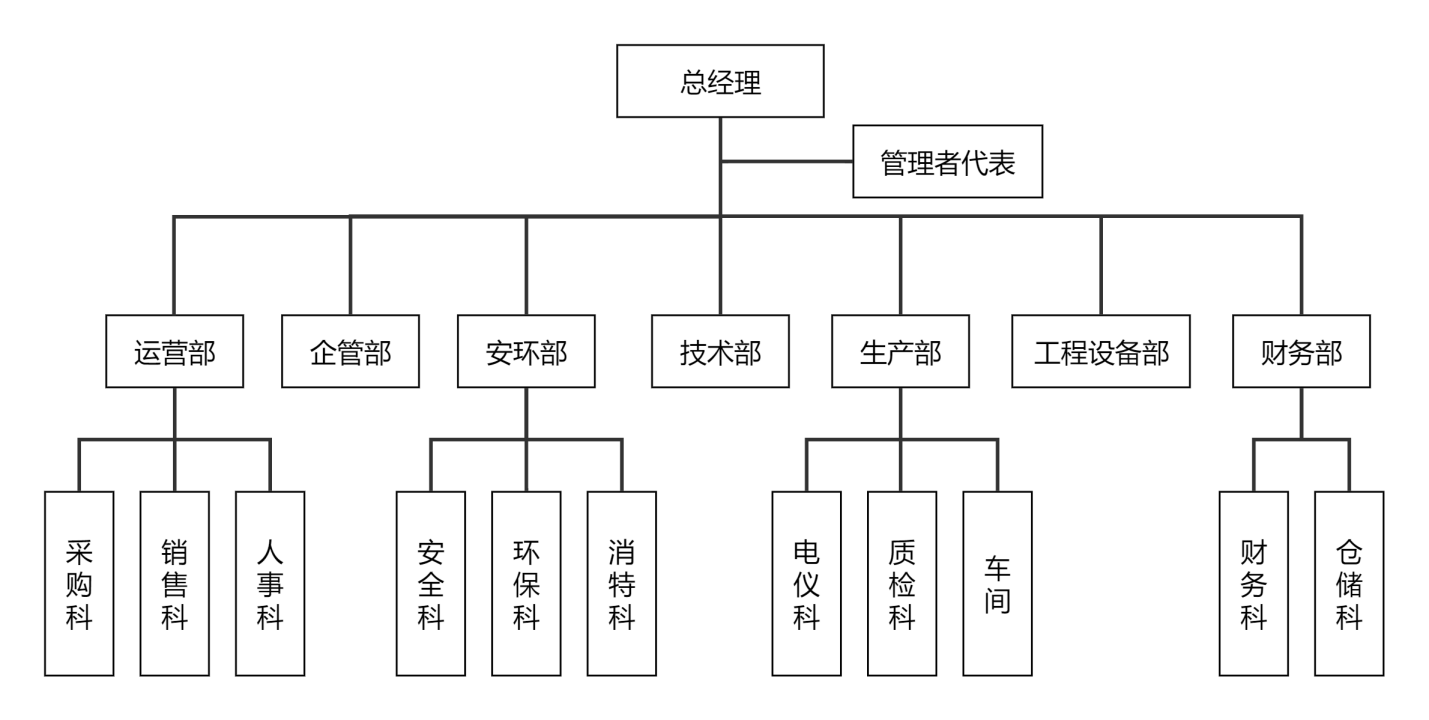 总经理
管理者代表
运营部
企管部
安环部
技术部
生产部
工程设备部
财务部
采购科
销售科
人事科
安全科
环保科
消特科
电仪科
质检科
车间
财务科
仓储科